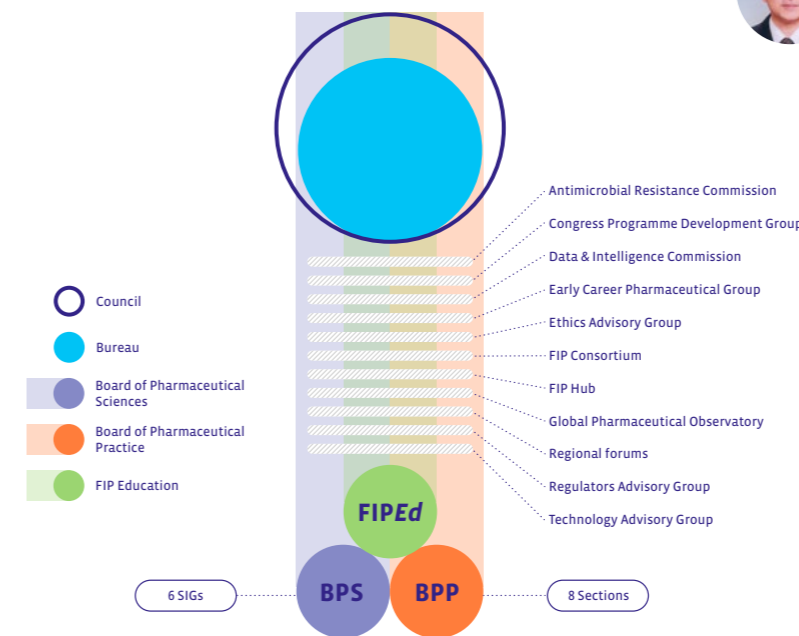 Antimicrobial Resistance Commission
Congress Programme Development Group
Data & Intelligence Commission
Early Career Pharmaceutical Group
Ethics Advisory Group
FIP Consortium
FIP Hub
Global Pharmaceutical Observatory
Regional forums
Regulators Advisory Group
Technology Advisory Group
Council
Bureau
Board of Pharmaceutical
Sciences
Board of Pharmaceutical
Practice
FIP Education
FIPEd
BPS
BPP
6 SIGs
8 Sections